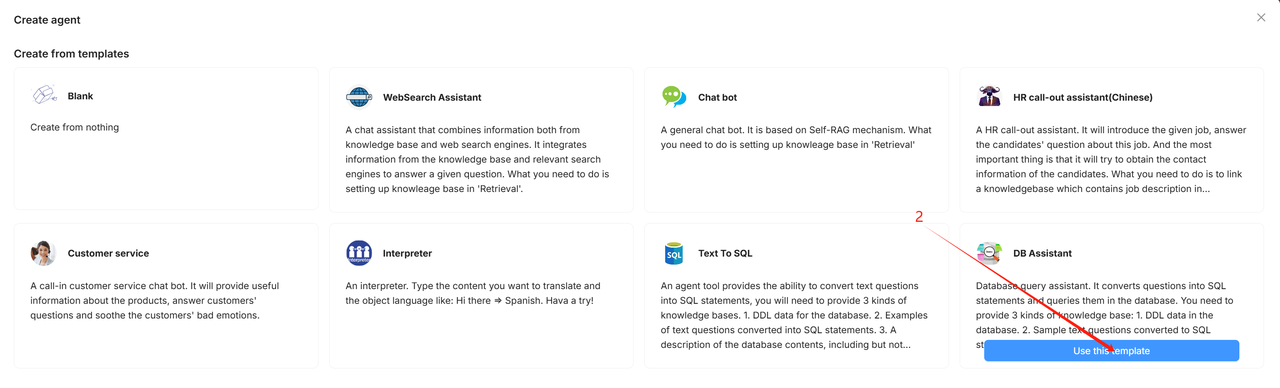 Create agent
Create from templates
Blank
Create from nothing
WebSearch Assistant
A chat assistant that combines information both from
knowledge base and web search engines. It integrates
information from the knowledge base and relevant search
engines to answer a given question. What you need to do is
setting up knowleage base in 'Retrieval'.
Chat bot
A general chat bot. It is based on Self-RAG mechanism. What
you need to do is setting up knowleage base in 'Retrieval'
HR call-out assistant(Chinese)
A HR call-out assistant. It will introduce the given job, answer
the candidates' question about this job. And the most
important thing is that it will try to obtain the contact
information of the candidates. What you need to do is to link
a knowledgebase which contains job description in...
2
Customer service
A call-in customer service chat bot. It will provide useful
information about the products, answer customers'
questions and soothe the customers' bad emotions.
Interpreter
Interpreter
An interpreter. Type the content you want to translate and
the object language like: Hi there => Spanish. Hava a try!
SQL
Text To SQL
An agent tool provides the ability to convert text questions
into SQL statements, you will need to provide 3 kinds of
knowledge bases. 1. DDL data for the database. 2. Examples
of text questions converted into SQL statements. 3. A
description of the database contents, including but not...
DB Assistant
Database query assistant. It converts questions into SQL
statements and queries them in the database. You need to
provide 3 kinds of knowledge base: 1. DDL data in the
database. 2. Sample text questions converted to SQL
st
Use this template